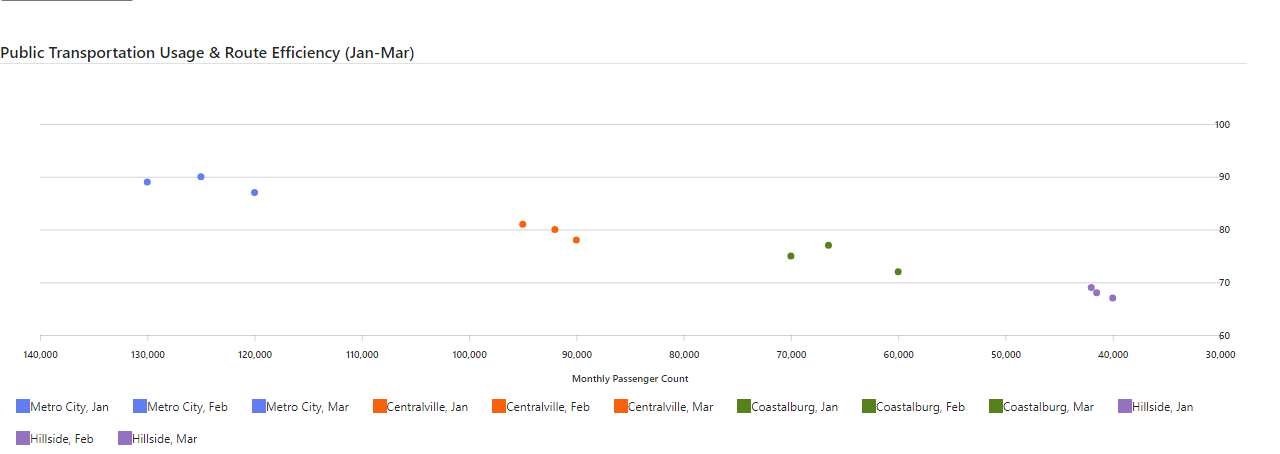 Public Transportation Usage & Route Efficiency (Jan-Mar)
100
90
80
70
60
140,000 130,000 120,000 110,000 100,000 90,000 80,000 70,000 60,000 50,000 40,000 30,000
Monthly Passenger Count
Metro City, Jan Metro City, Feb Metro City, Mar Centralville, Jan Centralville, Feb Centralville, Mar Coastalburg, Jan Coastalburg, Feb Coastalburg, Mar Hillside, Jan
Hillside, Feb Hillside, Mar